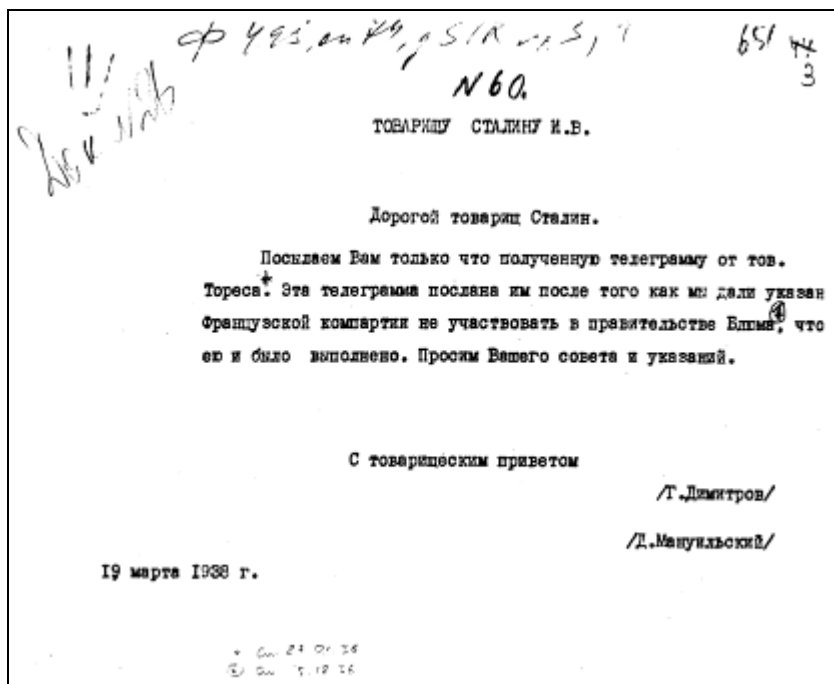 651
3
N 60.
ТОВАРИЩУ СТАЛИНУ И.В.
Дорогой товарищ Сталин.
Посылаем Вам только что полученную телеграмму от тов.
Тореса. Эта телеграмма послана им после того как мы дали указан
Французской компартии не участвовать в правительстве Блюма, что
ею и было выполнено. Просим Вашего совета и указаний.
С товарищеским приветом
/Г.Димитров/
/Д.Мануильский/
19 марта 1938 г.